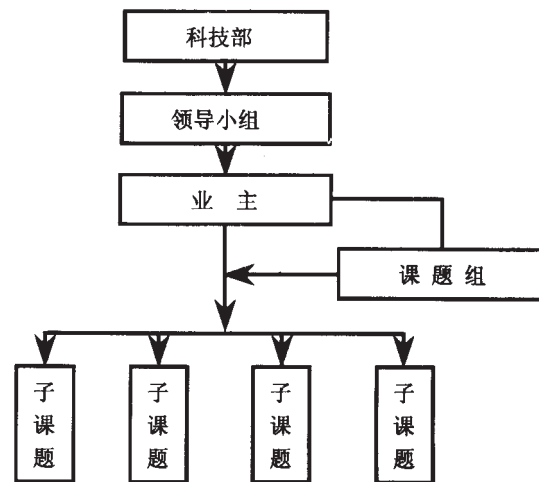 科技部
领导小组
业 主
课 题 组
子课题
子课题
子课题
子课题